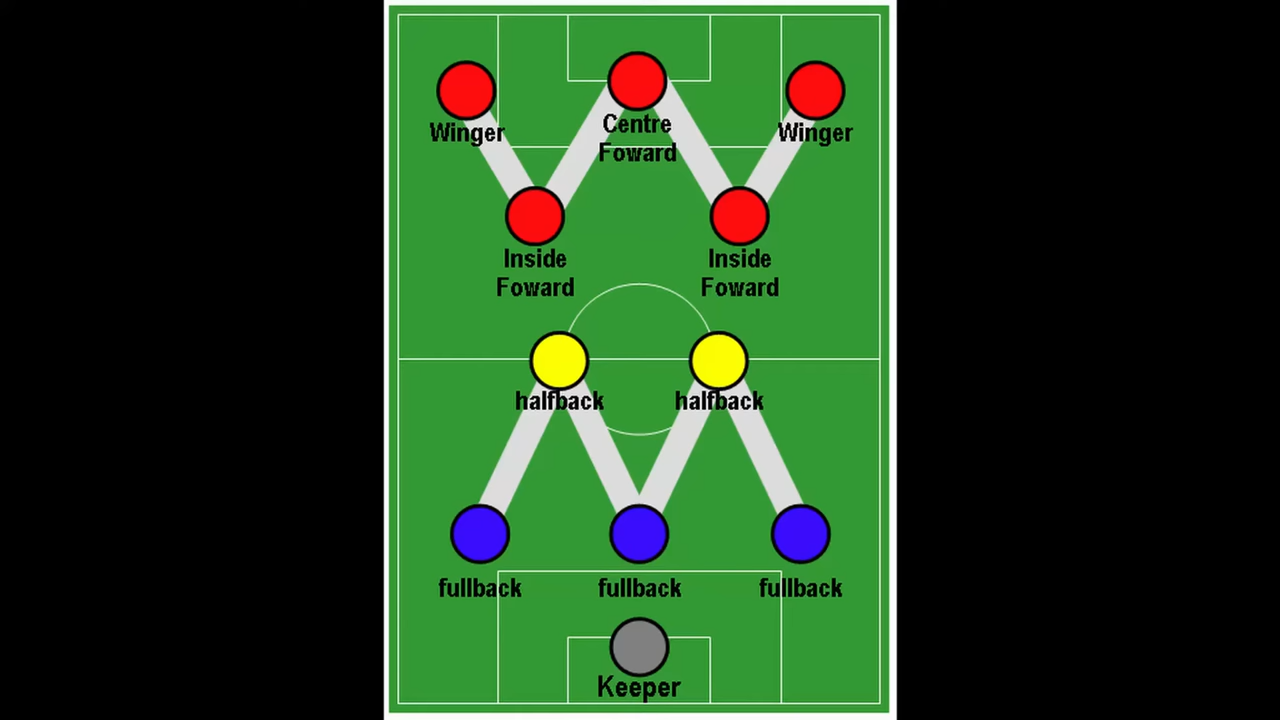 Winger
Centre
Foward
Winger
Inside
Foward
Inside
Foward
halfback
halfback
fullback
fullback
fullback
Keeper